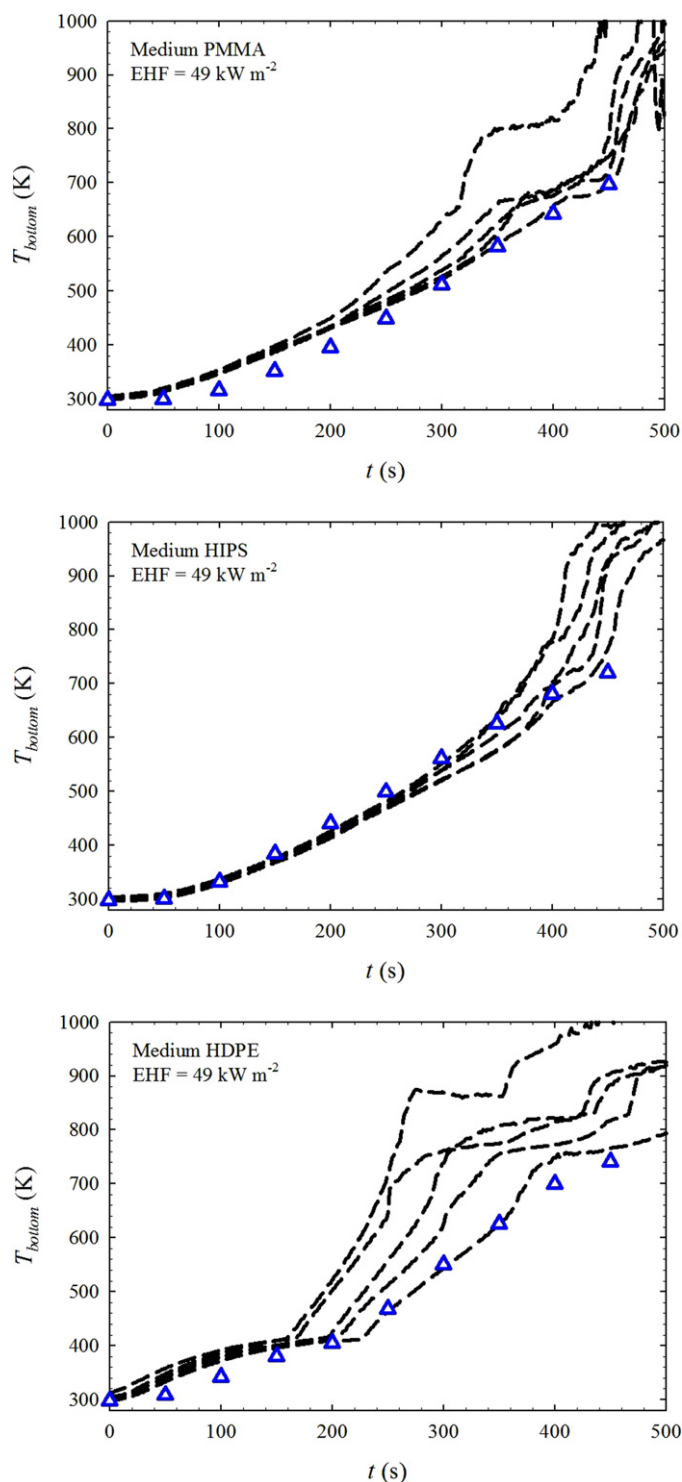 1000
Medium PMMA
EHF = 49 kW m-2
900
800
700
600
500
400
300
T bottom (K)
0 100 200 300 400 500
t (s)
1000
Medium HIPS
EHF = 49 kW m-2
900
800
700
600
500
400
300
T bottom (K)
0 100 200 300 400 500
t (s)
1000
Medium HDPE
EHF = 49 kW m-2
900
800
700
600
500
400
300
T bottom (K)
0 100 200 300 400 500
t (s)